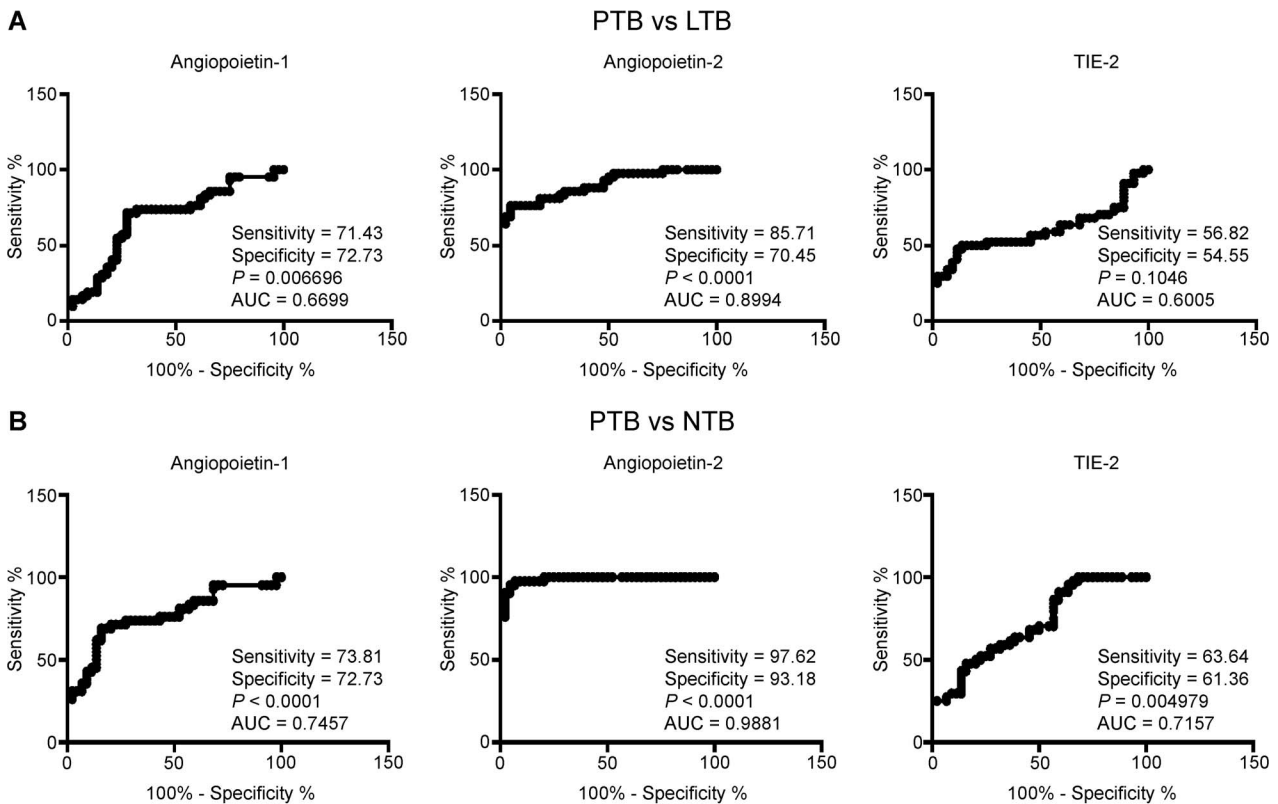 A
PTB vs LTB
Angiopoietin-1
150
100
50
0
Sensitivity %
Sensitivity = 71.43
Specificity = 72.73
P = 0.006696
AUC = 0.6699
0 50 100 150
100% - Specificity %
Angiopoietin-2
150
100
50
0
Sensitivity %
Sensitivity = 85.71
Specificity = 70.45
P < 0.0001
AUC = 0.8994
0 50 100 150
100% - Specificity %
TIE-2
150
100
50
0
Sensitivity %
Sensitivity = 56.82
Specificity = 54.55
P = 0.1046
AUC = 0.6005
0 50 100 150
100% - Specificity %
B
PTB vs NTB
Angiopoietin-1
150
100
50
0
Sensitivity %
Sensitivity = 73.81
Specificity = 72.73
P < 0.0001
AUC = 0.7457
0 50 100 150
100% - Specificity %
Angiopoietin-2
150
100
50
0
Sensitivity %
Sensitivity = 97.62
Specificity = 93.18
P < 0.0001
AUC = 0.9881
0 50 100 150
100% - Specificity %
TIE-2
150
100
50
0
Sensitivity %
Sensitivity = 63.64
Specificity = 61.36
P = 0.004979
AUC = 0.7157
0 50 100 150
100% - Specificity %